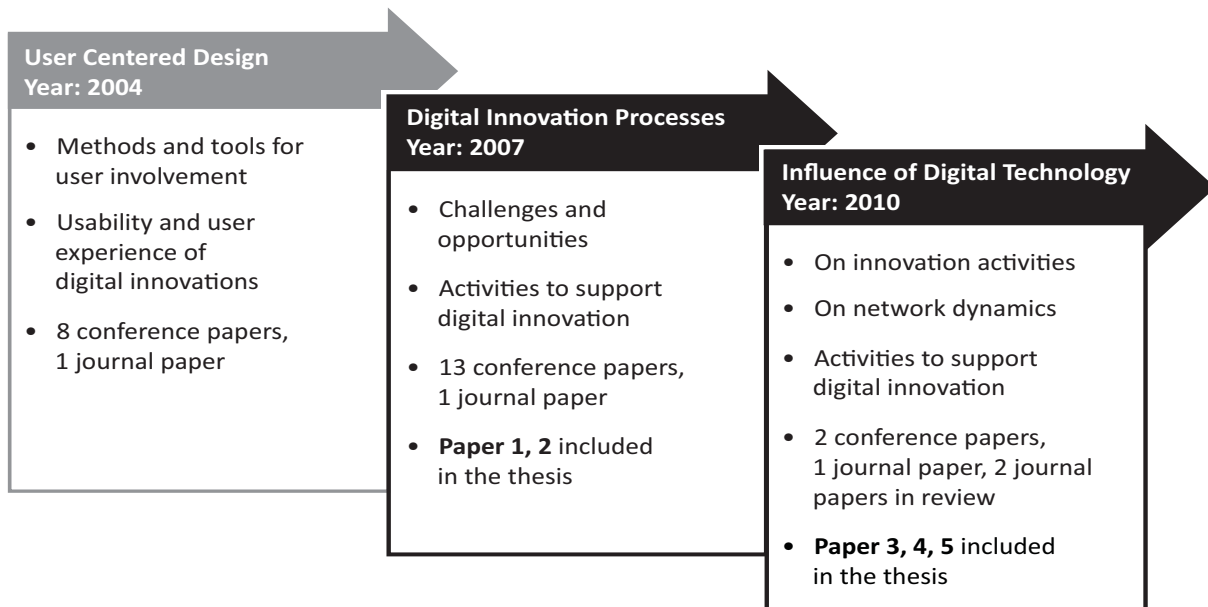 User Centered Design
Year: 2004
• Methods and tools for
user involvement
• Usability and user
experience of
digital innovations
• 8 conference papers,
1 journal paper
Digital Innovation Processes
Year: 2007
• Challenges and
opportunities
• Activities to support
digital innovation
• 13 conference papers,
1 journal paper
• Paper 1, 2 included
in the thesis
Influence of Digital Technology
Year: 2010
• On innovation activities
• On network dynamics
• Activities to support
digital innovation
• 2 conference papers,
1 journal paper, 2 journal
papers in review
• Paper 3, 4, 5 included
in the thesis